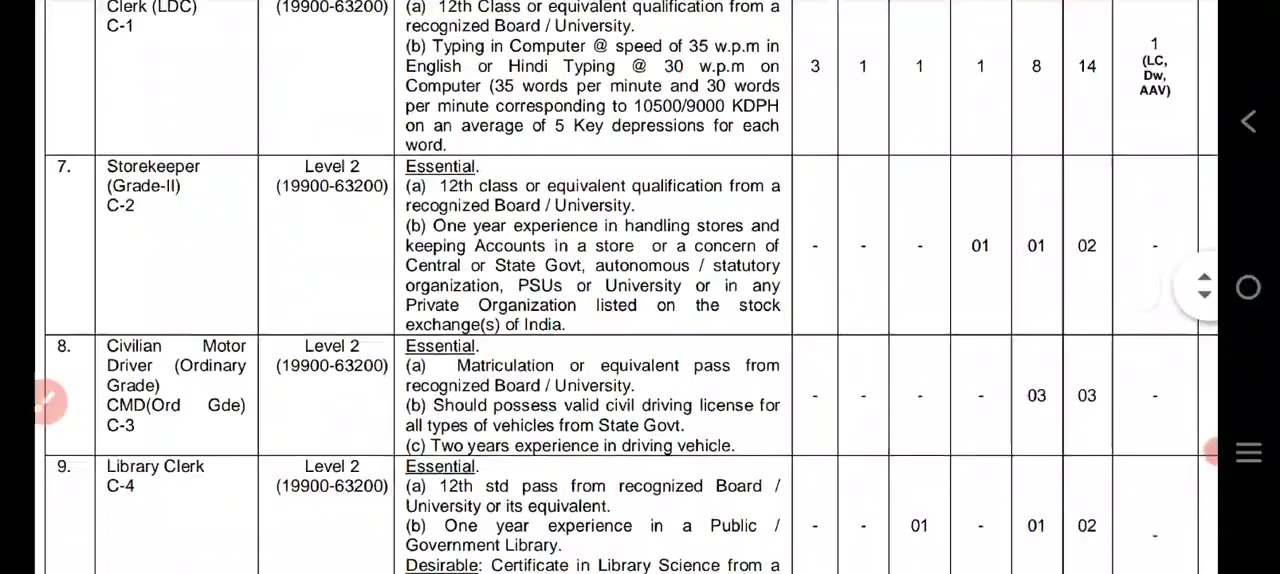 Clerk (LDC)
C-1
(19900-63200)
(a) 12th Class or equivalent qualification from a
recognized Board / University.
(b) Typing in Computer @ speed of 35 w.p.m in
English or Hindi Typing @ 30 w.p.m on
Computer (35 words per minute and 30 words
per minute corresponding to 10500/9000 KDPH
on an average of 5 Key depressions for each
word.
3 1 1 1 8 14
1
(LC,
Dw,
AAV)
7.
Storekeeper
(Grade-II)
C-2
Level 2
(19900-63200)
Essential.
(a) 12th class or equivalent qualification from a
recognized Board / University.
(b) One year experience in handling stores and
keeping Accounts in a store or a concern of
Central or State Govt, autonomous / statutory
organization, PSUs or University or in any
Private Organization listed on the stock
exchange(s) of India.
- - - 01 01 02 -
8.
Civilian Motor
Driver (Ordinary
Grade)
CMD(Ord Gde)
C-3
Level 2
(19900-63200)
Essential.
(a) Matriculation or equivalent pass from
recognized Board / University.
(b) Should possess valid civil driving license for
all types of vehicles from State Govt.
(c) Two years experience in driving vehicle.
- - - - 03 03 -
9.
Library Clerk
C-4
Level 2
(19900-63200)
Essential.
(a) 12th std pass from recognized Board /
University or its equivalent.
(b) One year experience in a Public /
Government Library.
Desirable: Certificate in Library Science from a
- - 01 - 01 02 -